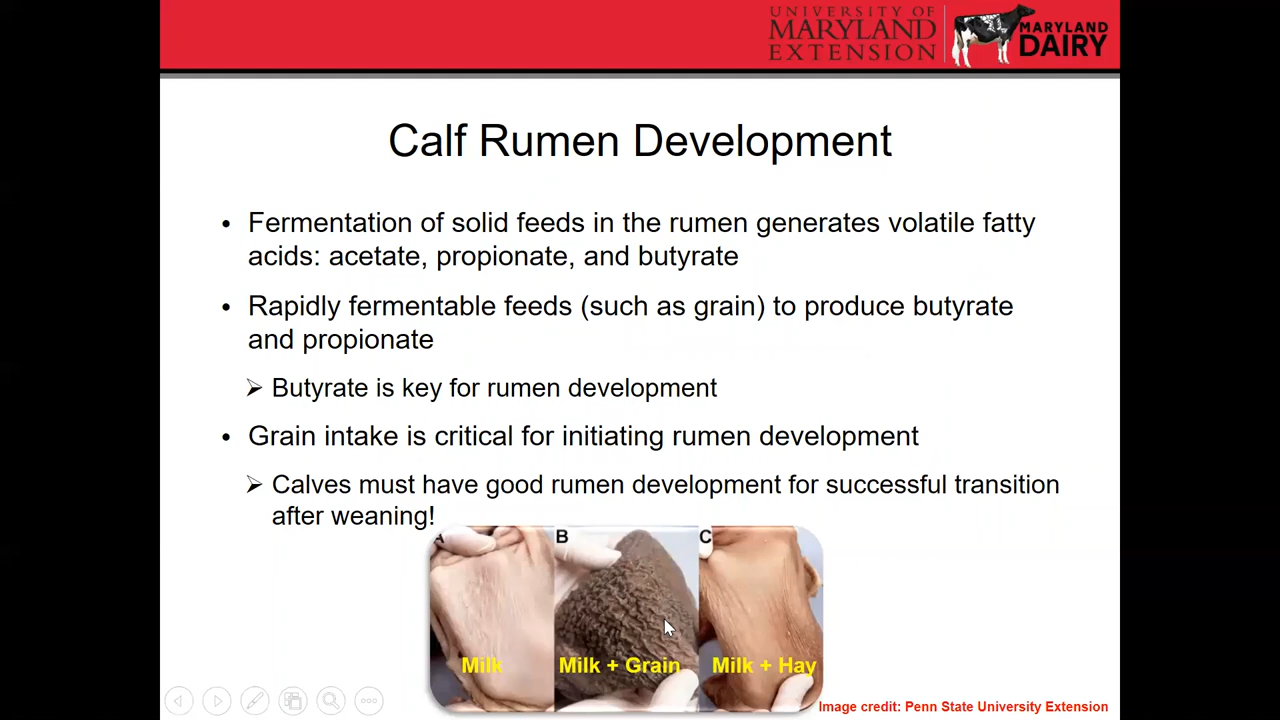 UNIVERSITY OF
MARYLAND
EXTENSION
MARYLAND
DAIRY
Calf Rumen Development
• Fermentation of solid feeds in the rumen generates volatile fatty
acids: acetate, propionate, and butyrate
• Rapidly fermentable feeds (such as grain) to produce butyrate
and propionate
➢ Butyrate is key for rumen development
• Grain intake is critical for initiating rumen development
➢ Calves must have good rumen development for successful transition
after weaning!
A B C
Milk Milk + Grain Milk + Hay
Image credit: Penn State University Extension